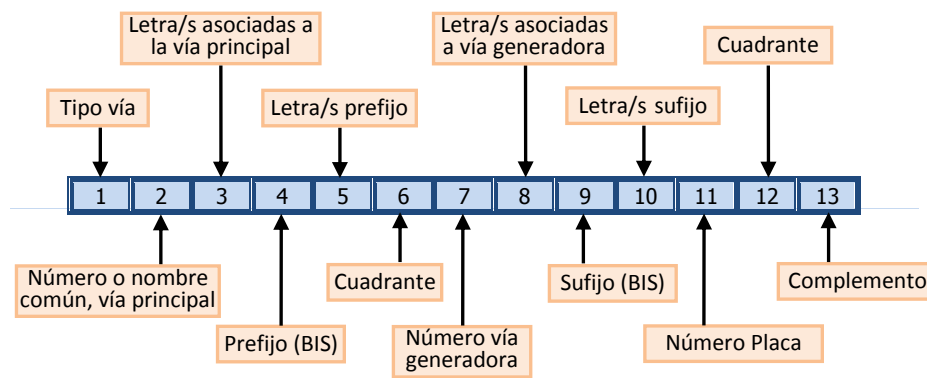 Letra/s asociadas a
la vía principal
Letra/s asociadas
a vía generadora
Cuadrante
Tipo vía
Letra/s prefijo
Letra/s sufijo
1 2 3 4 5 6 7 8 9 10 11 12 13
Número o nombre
común, vía principal
Cuadrante
Sufijo (BIS)
Complemento
Prefijo (BIS)
Número vía
generadora
Número Placa